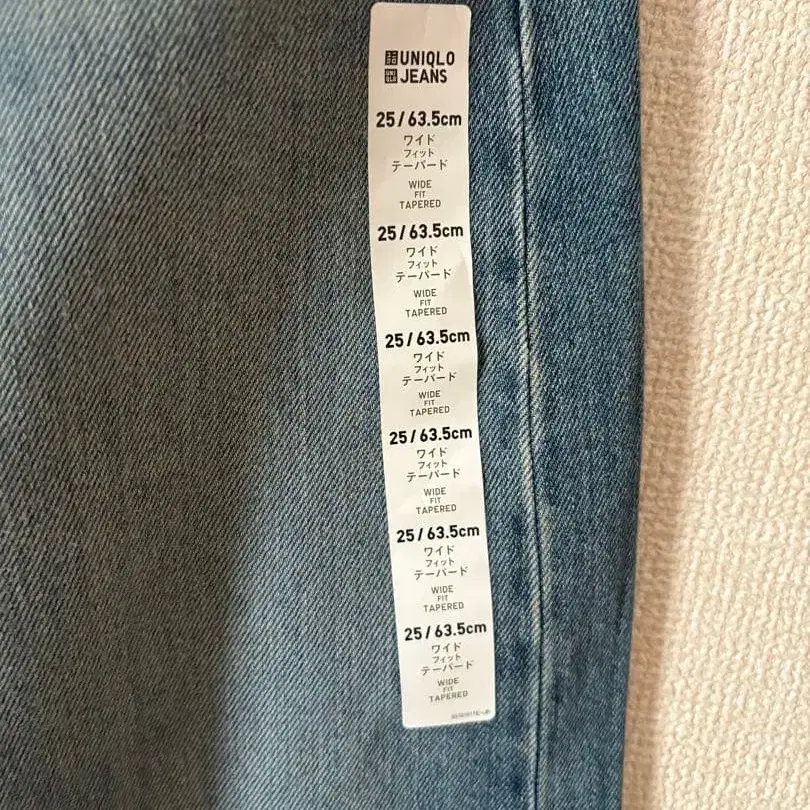 UNIQLO
JEANS
25/63.5cm
ワイド
フィット
テーパード
WIDE
FIT
TAPERED
25/63.5cm
ワイド
フィット
テーパード
WIDE
FIT
TAPERED
25/63.5cm
ワイド
フィット
テーパード
WIDE
FIT
TAPERED
25/63.5cm
ワイド
フィット
テーパード
WIDE
FIT
TAPERED
25/63.5cm
ワイド
フィット
テーパード
WIDE
FIT
TAPERED
25/63.5cm
ワイド
フィット
テーパード
WIDE
FIT
TAPERED